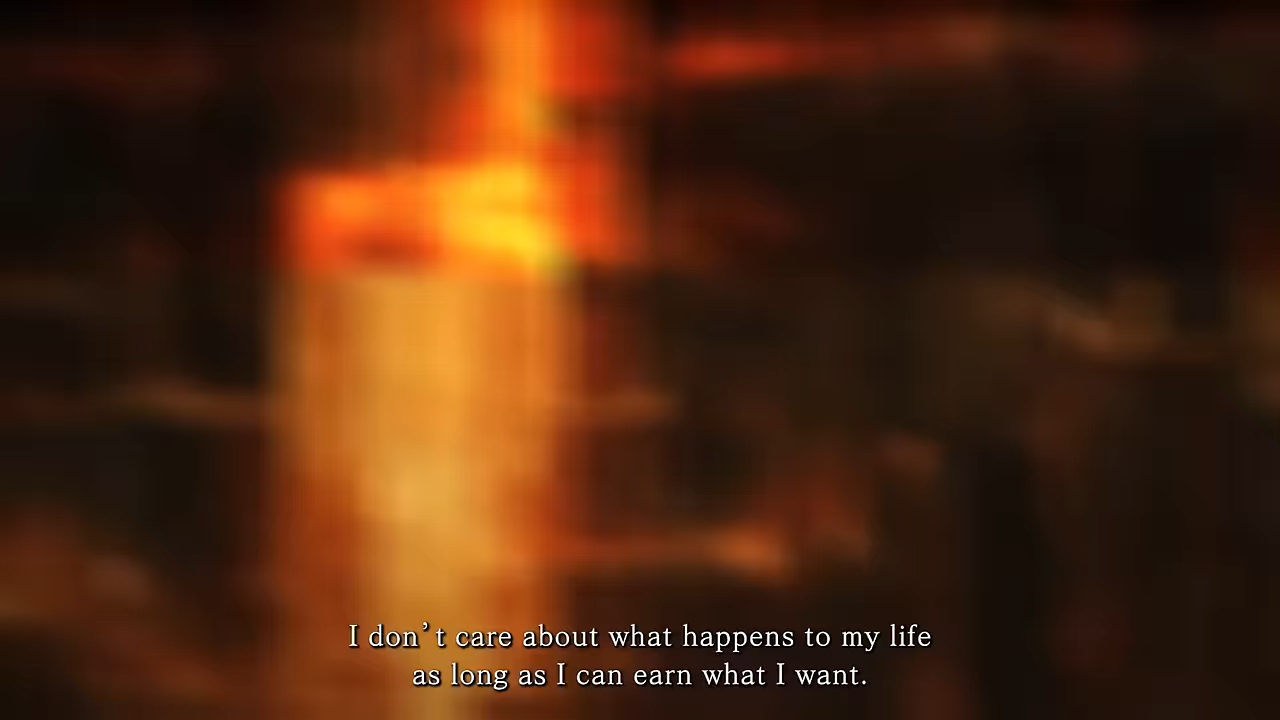 I don’t care about what happens to my life
as long as I can earn what I want.